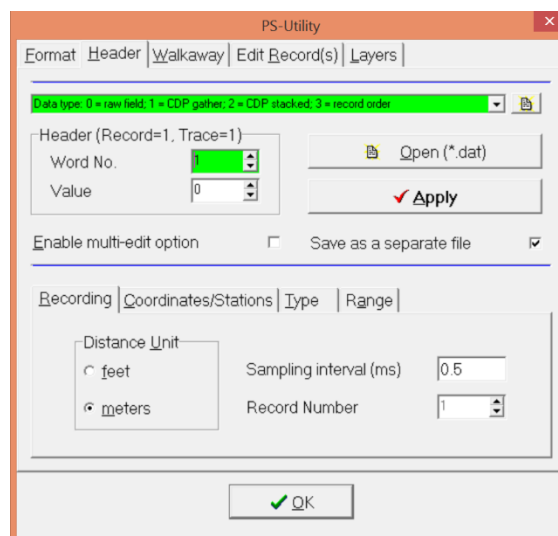 PS-Utility
Format Header Walkaway Edit Record(s) Layers
Data type: 0 = raw field; 1 = CDP gather; 2 = CDP stacked; 3 = record order
Header (Record=1, Trace=1)
Word No. 1
Value 0
Open (*.dat)
Apply
Enable multi-edit option
Save as a separate file
Recording Coordinates/Stations Type Range
Distance Unit
feet
meters
Sampling interval (ms) 0.5
Record Number 1
OK